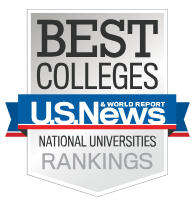 BEST
COLLEGES
U.S.News
& WORLD REPORT
NATIONAL UNIVERSITIES
RANKINGS